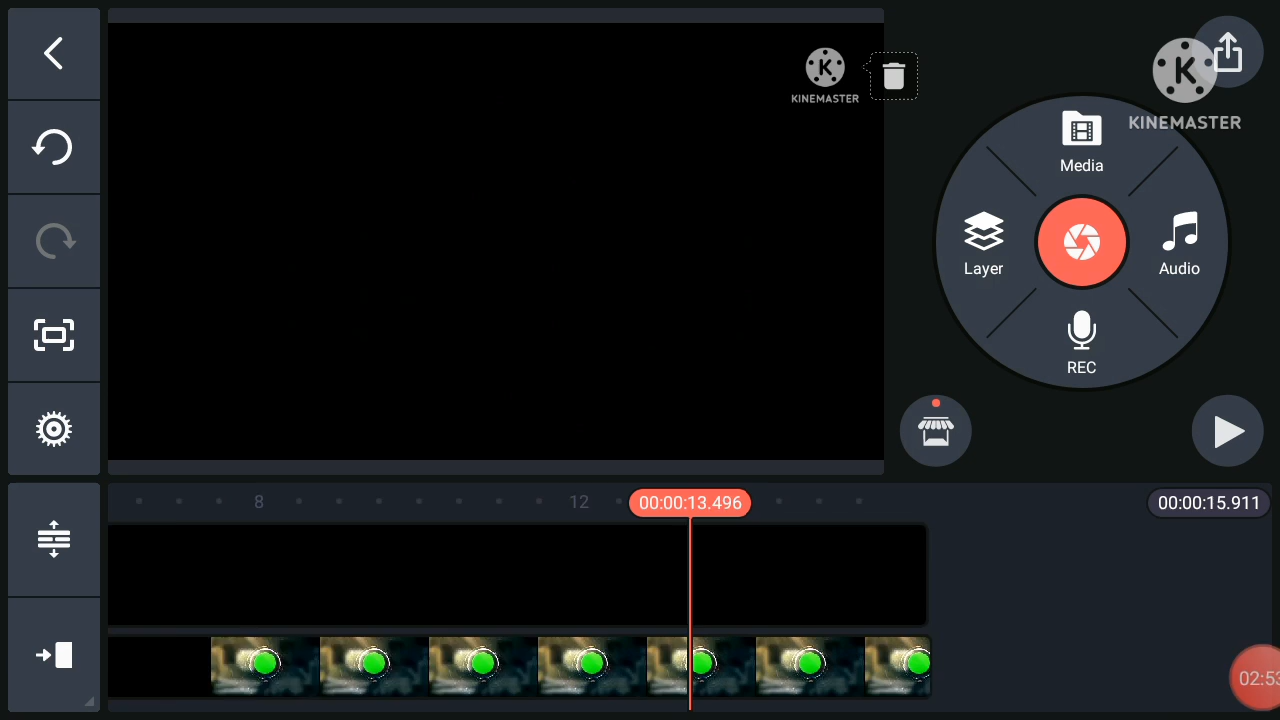 KINEMASTER
KINEMASTER
Media
Layer
Audio
REC
8
12
00:00:13.496
00:00:15.911
02:53